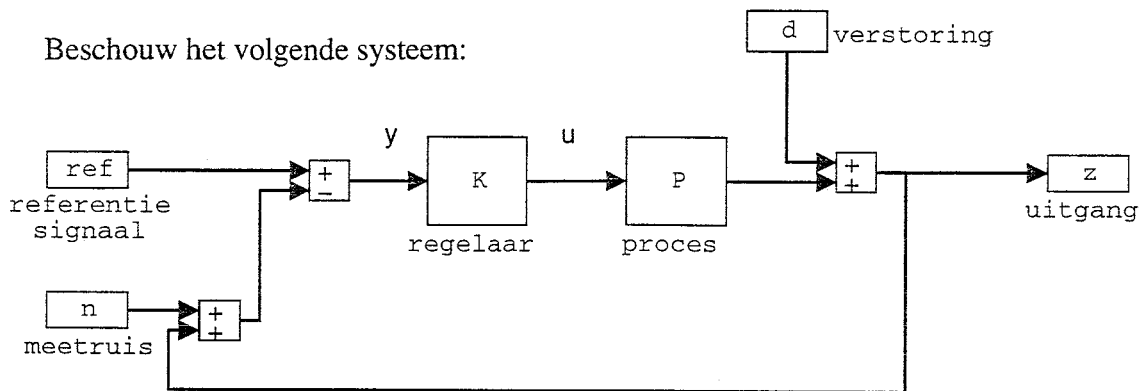 Beschouw het volgende systeem:
d verstoring
y
u
ref
+
−
K
P
+
+
z
referentie
signaal
regelaar
proces
uitgang
n
+
+
meetruis